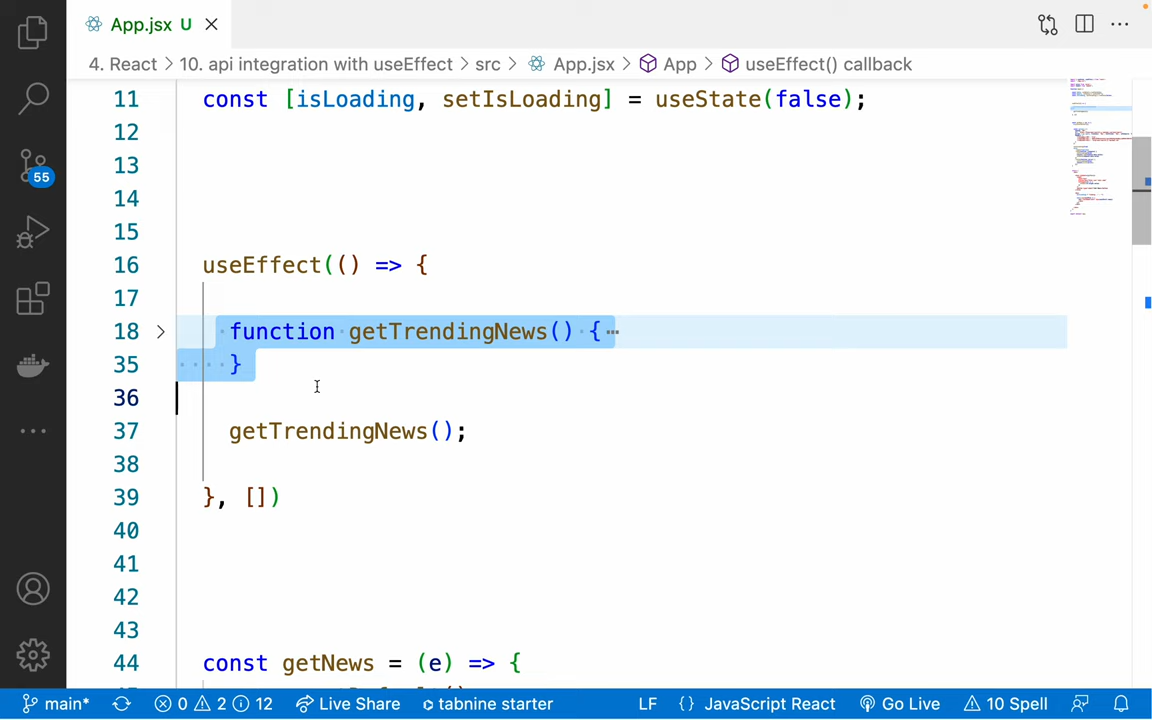 App.jsx U
4. React > 10. api integration with useEffect > src > App.jsx > App > useEffect() callback
11 const [isLoading, setIsLoading] = useState(false);
12
13
14
15
16 useEffect(() => {
17
18 function getTrendingNews() {…
35 }
36
37 getTrendingNews();
38
39 }, [])
40
41
42
43
44 const getNews = (e) => {
55
main* 0 2 12 Live Share tabnine starter LF {} JavaScript React Go Live 10 Spell